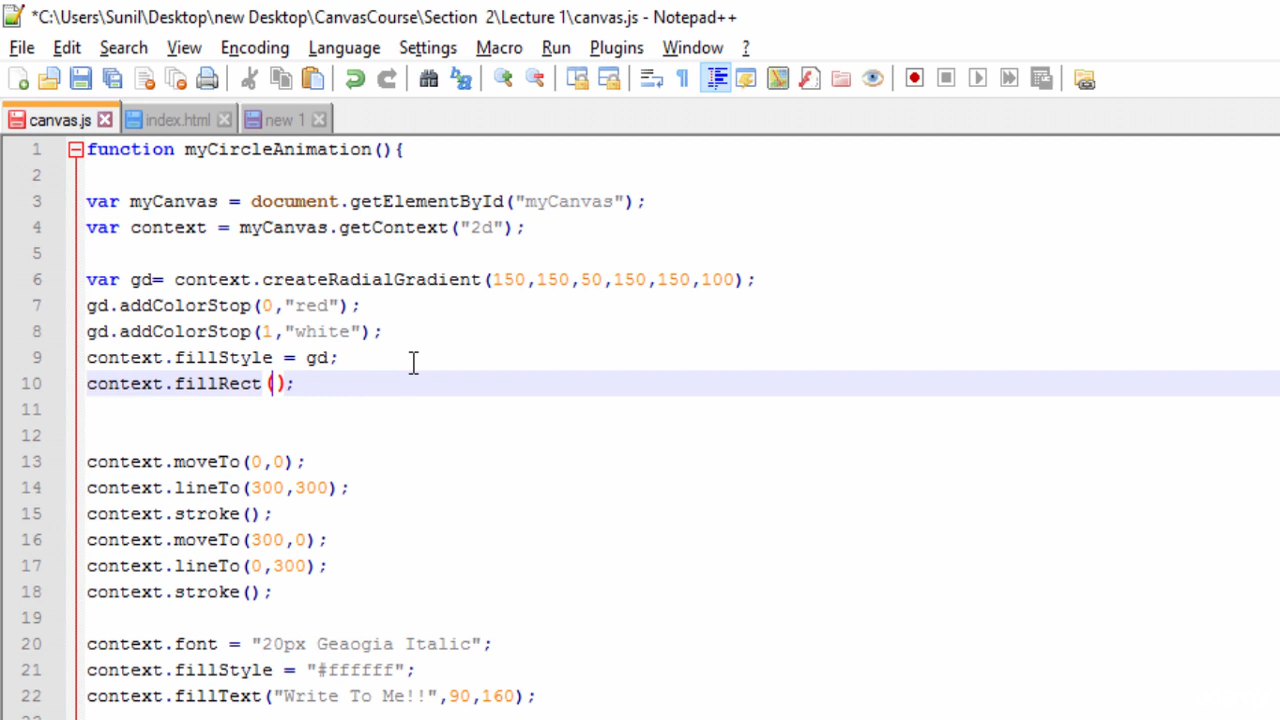 *C:\Users\Sunil\Desktop\new Desktop\CanvasCourse\Section  2\Lecture 1\canvas.js - Notepad++
File Edit Search View Encoding Language Settings Macro Run Plugins Window ?
canvas.js index.html new 1
1 function myCircleAnimation(){
2
3 var myCanvas = document.getElementById("myCanvas");
4 var context = myCanvas.getContext("2d");
5
6 var gd= context.createRadialGradient(150,150,50,150,150,100);
7 gd.addColorStop(0,"red");
8 gd.addColorStop(1,"white");
9 context.fillStyle = gd;
10 context.fillRect();
11
12
13 context.moveTo(0,0);
14 context.lineTo(300,300);
15 context.stroke();
16 context.moveTo(300,0);
17 context.lineTo(0,300);
18 context.stroke();
19
20 context.font = "20px Geaogia Italic";
21 context.fillStyle = "#ffffff";
22 context.fillText("Write To Me!!",90,160);